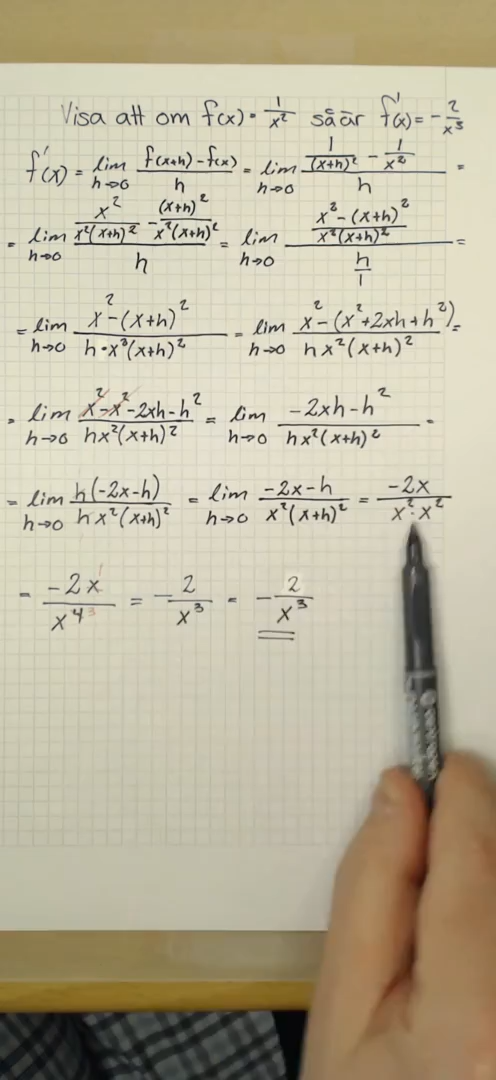 Visa att om f(x) = 1/x² så är f'(x) = -2/x³
f'(x) = lim h→0 (f(x+h) - f(x))/h = lim h→0 (1/(x+h)² - 1/x²)/h =
= lim h→0 (x²/(x²(x+h)²) - (x+h)²/(x²(x+h)²))/h = lim h→0 ((x² - (x+h)²)/(x²(x+h)²))/(h/1) =
= lim h→0 (x² - (x+h)²)/(h·x²(x+h)²) = lim h→0 (x² - (x² + 2xh + h²))/(hx²(x+h)²) =
= lim h→0 (x² - x² - 2xh - h²)/(hx²(x+h)²) = lim h→0 (-2xh - h²)/(hx²(x+h)²) =
= lim h→0 (h(-2x - h))/(hx²(x+h)²) = lim h→0 (-2x - h)/(x²(x+h)²) = -2x/(x²·x²)
= -2x/x⁴ = -2/x³ = -2/x³